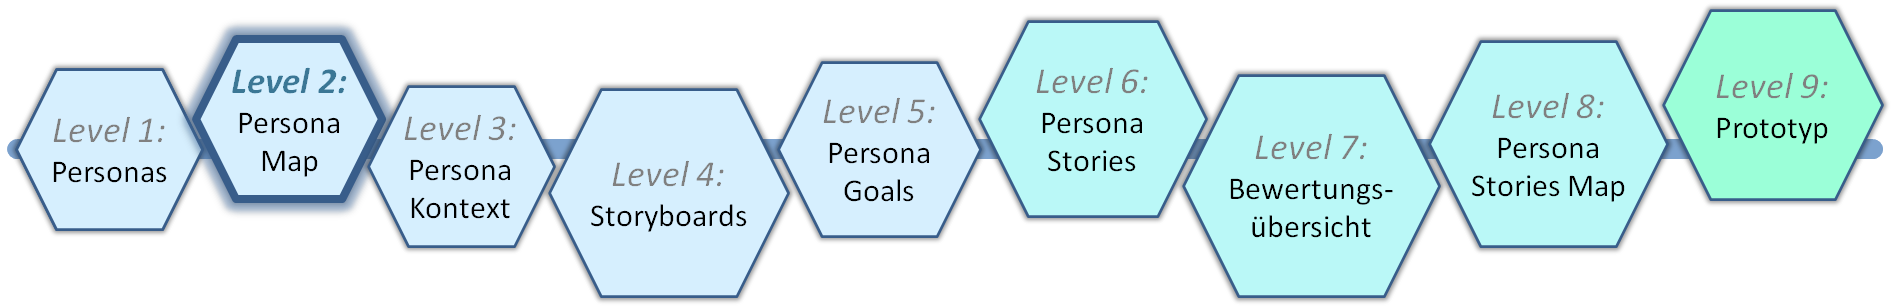 Level 1:
Personas
Level 2:
Persona
Map
Level 3:
Persona
Kontext
Level 4:
Storyboards
Level 5:
Persona
Goals
Level 6:
Persona
Stories
Level 7:
Bewertungs-
übersicht
Level 8:
Persona
Stories Map
Level 9:
Prototyp